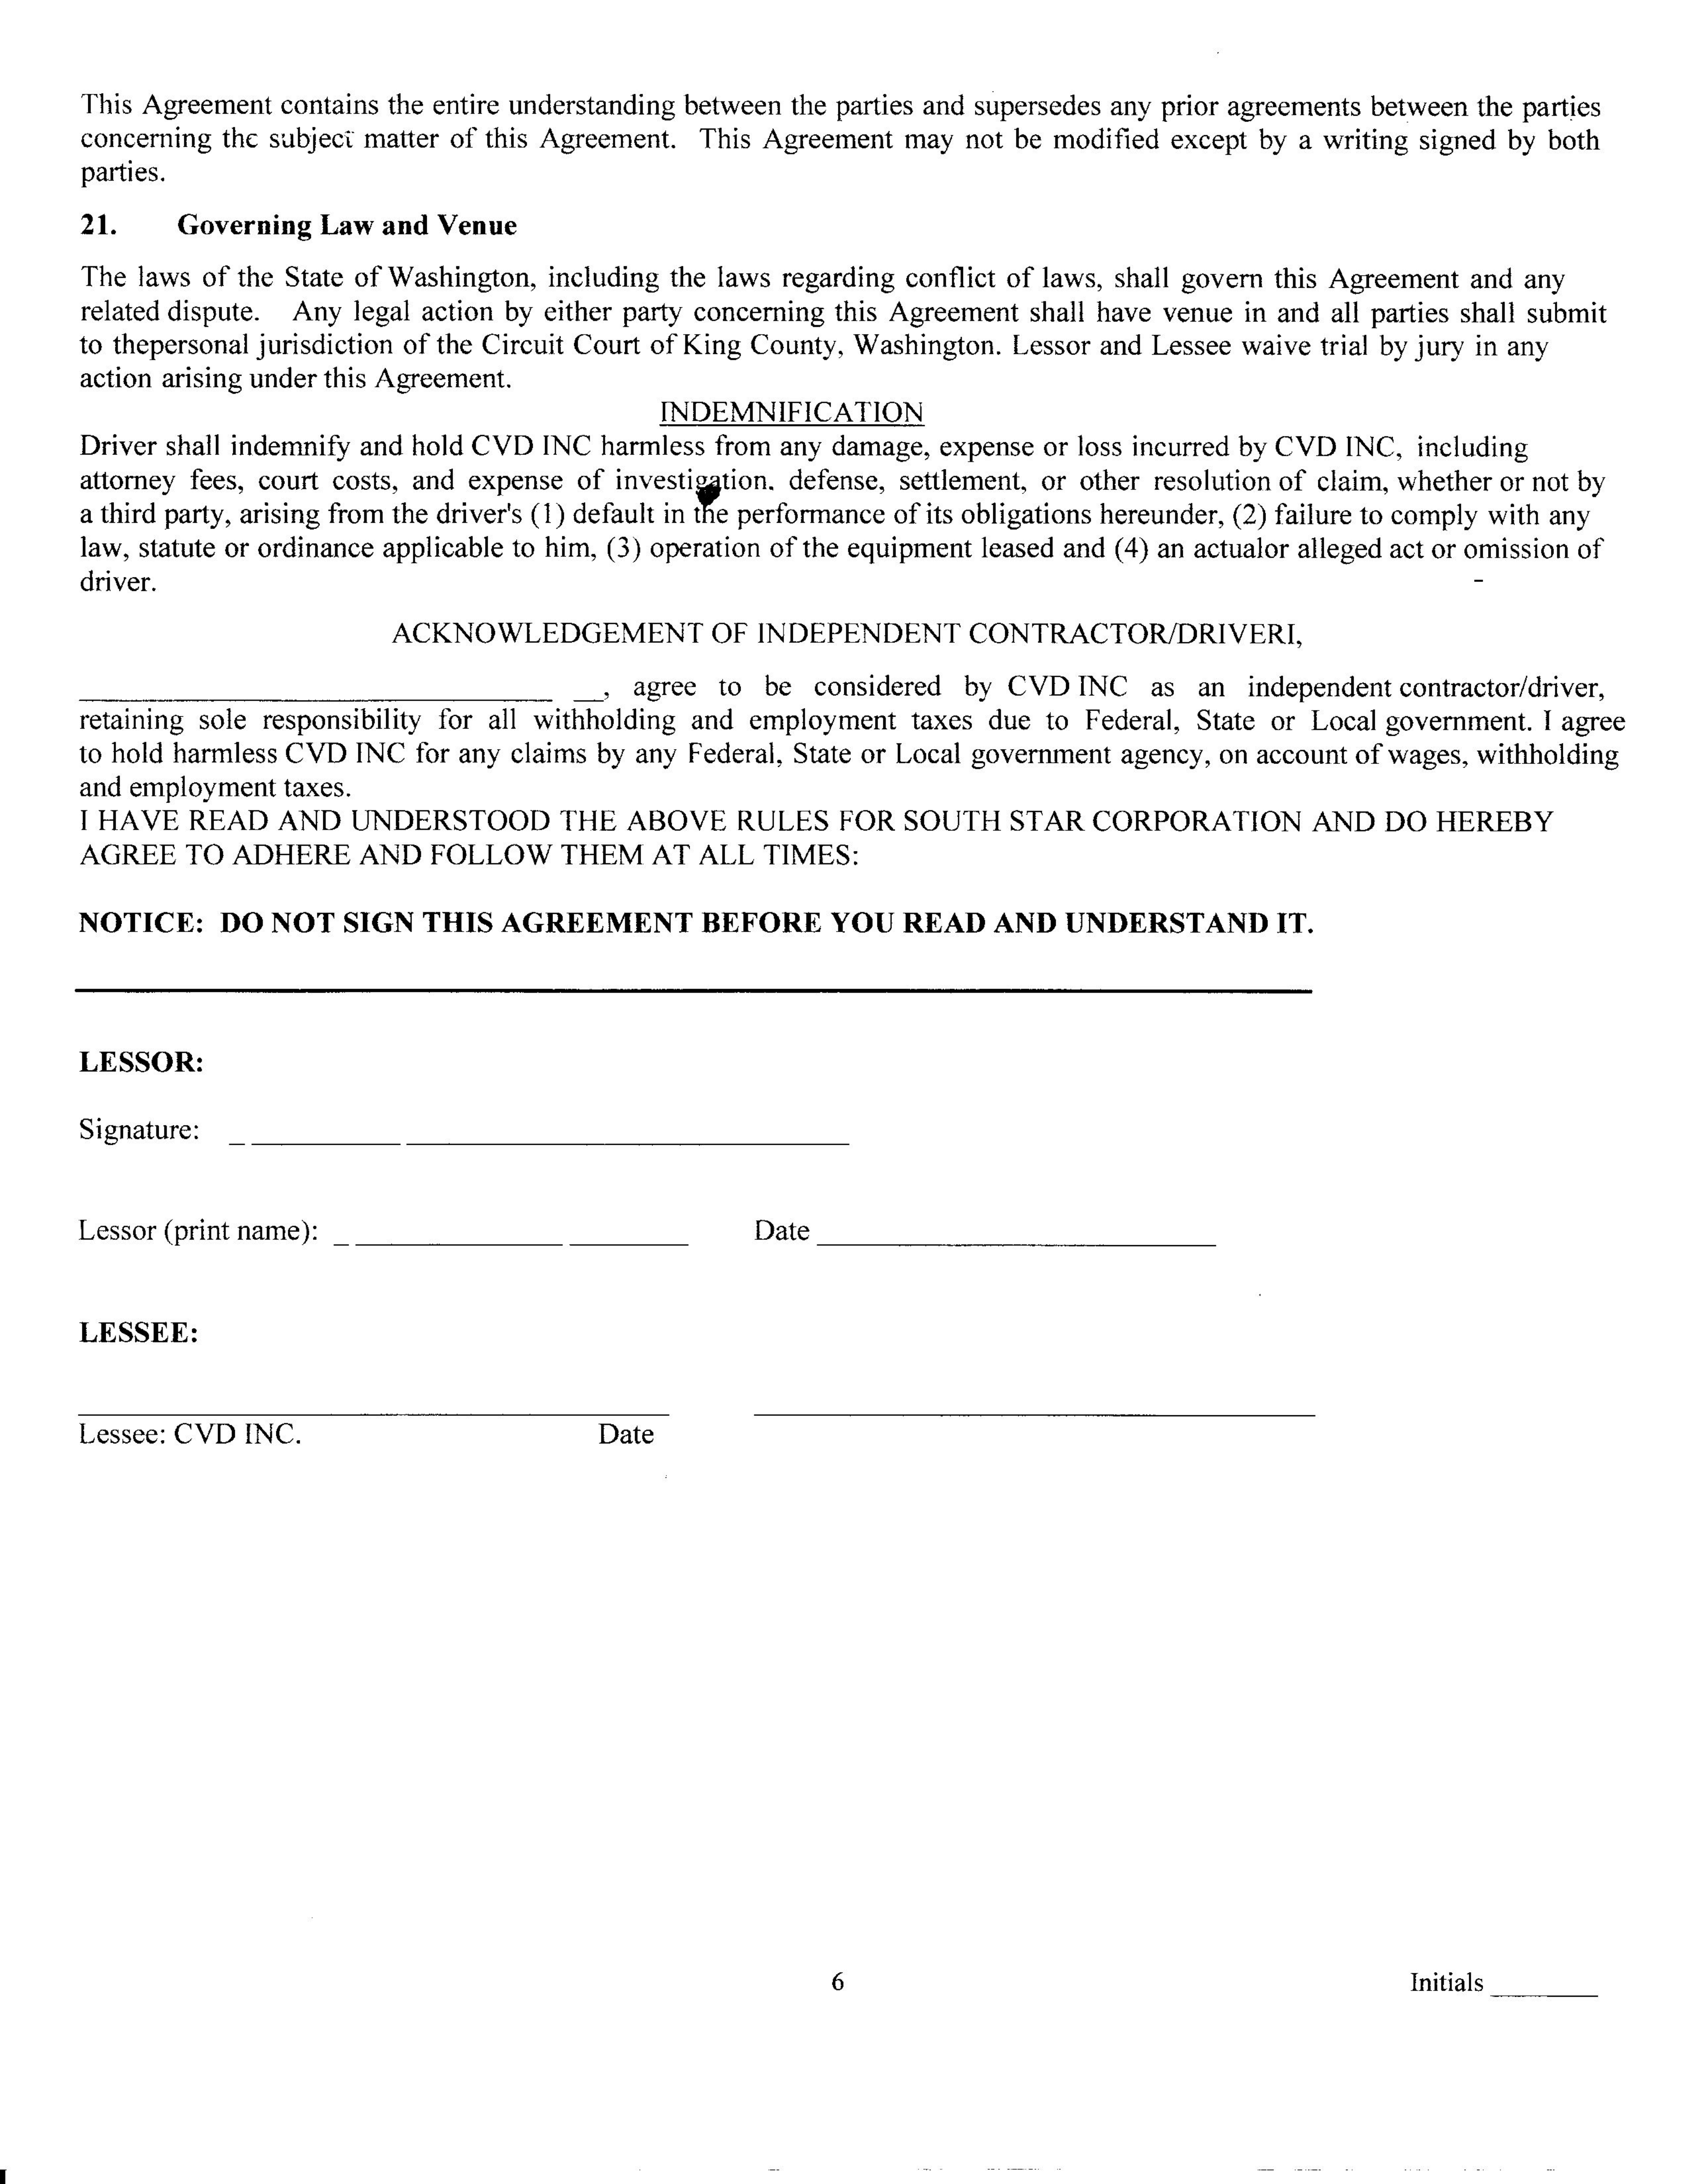 This Agreement contains the entire understanding between the parties and supersedes any prior agreements between the parties
concerning the subject matter of this Agreement. This Agreement may not be modified except by a writing signed by both
parties.
21. Governing Law and Venue
The laws of the State of Washington, including the laws regarding conflict of laws, shall govern this Agreement and any
related dispute. Any legal action by either party concerning this Agreement shall have venue in and all parties shall submit
to thepersonal jurisdiction of the Circuit Court of King County, Washington. Lessor and Lessee waive trial by jury in any
action arising under this Agreement.
INDEMNIFICATION
Driver shall indemnify and hold CVD INC harmless from any damage, expense or loss incurred by CVD INC, including
attorney fees, court costs, and expense of investigation, defense, settlement, or other resolution of claim, whether or not by
a third party, arising from the driver's (1) default in the performance of its obligations hereunder, (2) failure to comply with any
law, statute or ordinance applicable to him, (3) operation of the equipment leased and (4) an actualor alleged act or omission of
driver.
ACKNOWLEDGEMENT OF INDEPENDENT CONTRACTOR/DRIVERI,
, agree to be considered by CVD INC as an independent contractor/driver,
retaining sole responsibility for all withholding and employment taxes due to Federal, State or Local government. I agree
to hold harmless CVD INC for any claims by any Federal, State or Local government agency, on account of wages, withholding
and employment taxes.
I HAVE READ AND UNDERSTOOD THE ABOVE RULES FOR SOUTH STAR CORPORATION AND DO HEREBY
AGREE TO ADHERE AND FOLLOW THEM AT ALL TIMES:
NOTICE: DO NOT SIGN THIS AGREEMENT BEFORE YOU READ AND UNDERSTAND IT.
LESSOR:
Signature:
Lessor (print name): Date
LESSEE:
Lessee: CVD INC. Date
6 Initials